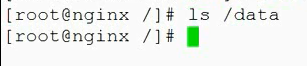 [root@nginx /]# ls /data
[root@nginx /]#